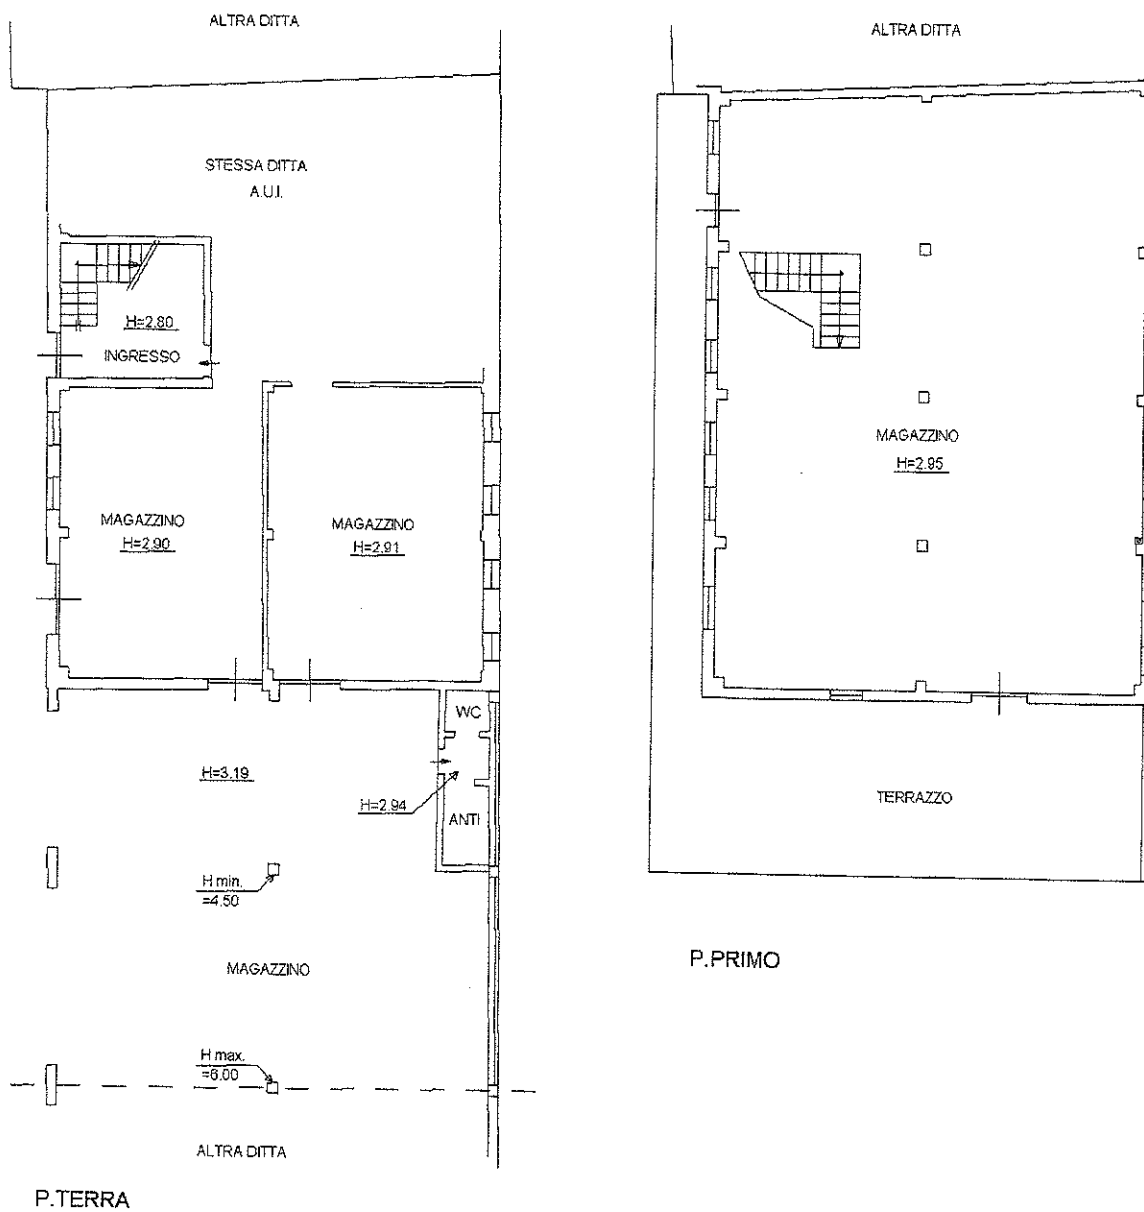 ALTRA DITTA
STESSA DITTA
A.U.I.
H=2.80
INGRESSO
MAGAZZINO
H=2.90
MAGAZZINO
H=2.91
WC
H=3.19
H=2.94
ANTI
H min.
=4.50
MAGAZZINO
H max.
=6.00
ALTRA DITTA
P.TERRA
ALTRA DITTA
MAGAZZINO
H=2.95
TERRAZZO
P.PRIMO